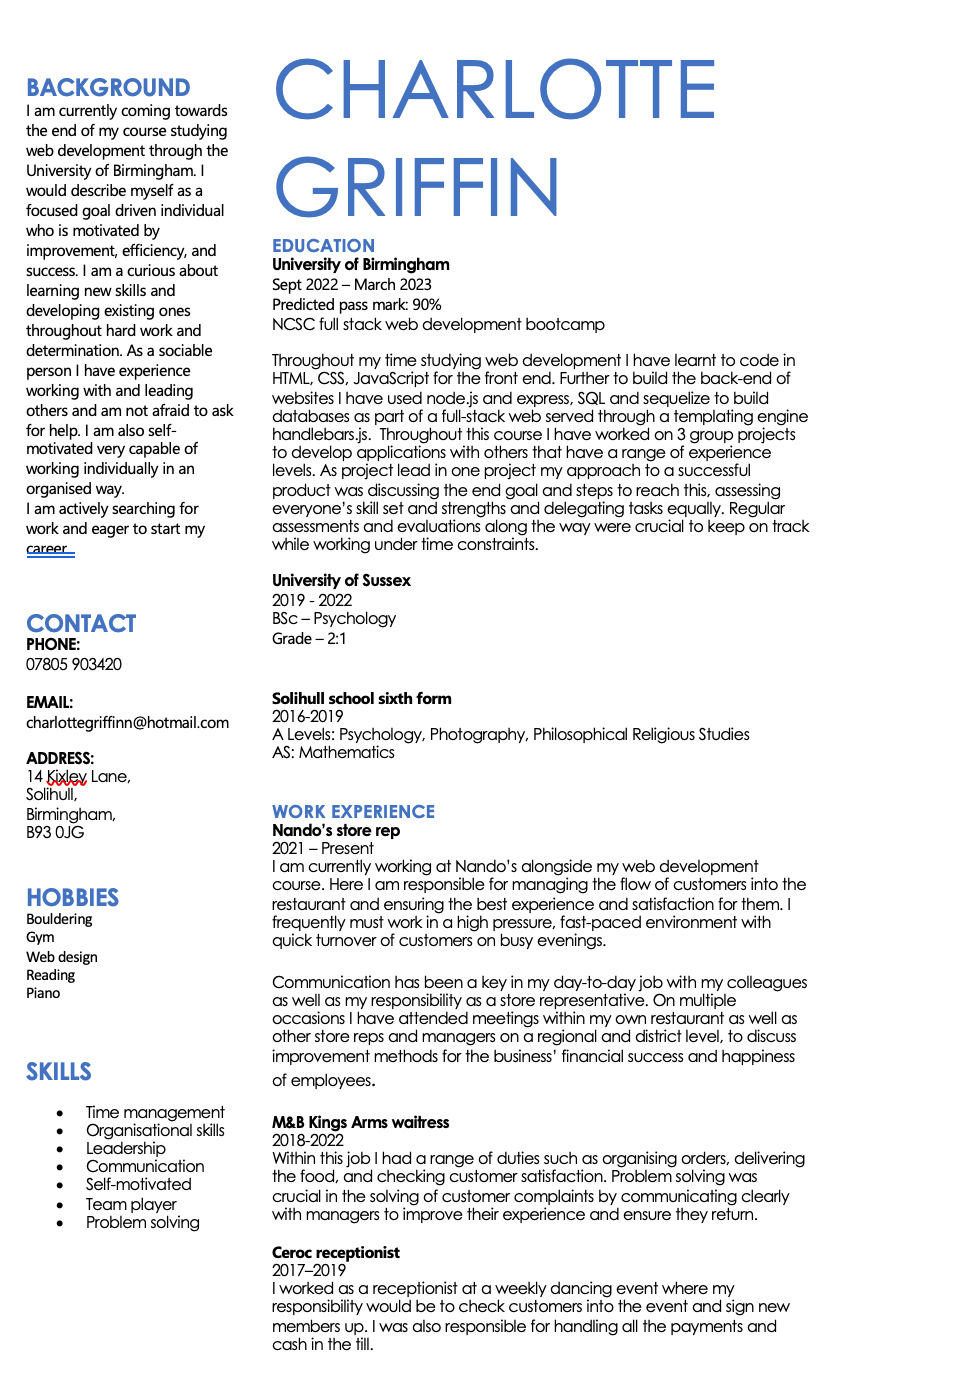 BACKGROUND
I am currently coming towards
the end of my course studying
web development through the
University of Birmingham. I
would describe myself as a
focused goal driven individual
who is motivated by
improvement, efficiency, and
success. I am a curious about
learning new skills and
developing existing ones
throughout hard work and
determination. As a sociable
person I have experience
working with and leading
others and am not afraid to ask
for help. I am also self-
motivated very capable of
working individually in an
organised way.
I am actively searching for
work and eager to start my
career.
CONTACT
PHONE:
07805 903420
EMAIL:
charlottegriffinn@hotmail.com
ADDRESS:
14 Kixley Lane,
Solihull,
Birmingham,
B93 0JG
HOBBIES
Bouldering
Gym
Web design
Reading
Piano
SKILLS
• Time management
• Organisational skills
• Leadership
• Communication
• Self-motivated
• Team player
• Problem solving
CHARLOTTE
GRIFFIN
EDUCATION
University of Birmingham
Sept 2022 – March 2023
Predicted pass mark: 90%
NCSC full stack web development bootcamp
Throughout my time studying web development I have learnt to code in
HTML, CSS, JavaScript for the front end. Further to build the back-end of
websites I have used node.js and express, SQL and sequelize to build
databases as part of a full-stack web served through a templating engine
handlebars.js.  Throughout this course I have worked on 3 group projects
to develop applications with others that have a range of experience
levels. As project lead in one project my approach to a successful
product was discussing the end goal and steps to reach this, assessing
everyone's skill set and strengths and delegating tasks equally. Regular
assessments and evaluations along the way were crucial to keep on track
while working under time constraints.
University of Sussex
2019 - 2022
BSc – Psychology
Grade – 2:1
Solihull school sixth form
2016-2019
A Levels: Psychology, Photography, Philosophical Religious Studies
AS: Mathematics
WORK EXPERIENCE
Nando's store rep
2021 – Present
I am currently working at Nando's alongside my web development
course. Here I am responsible for managing the flow of customers into the
restaurant and ensuring the best experience and satisfaction for them. I
frequently must work in a high pressure, fast-paced environment with
quick turnover of customers on busy evenings.
Communication has been a key in my day-to-day job with my colleagues
as well as my responsibility as a store representative. On multiple
occasions I have attended meetings within my own restaurant as well as
other store reps and managers on a regional and district level, to discuss
improvement methods for the business' financial success and happiness
of employees.
M&B Kings Arms waitress
2018-2022
Within this job I had a range of duties such as organising orders, delivering
the food, and checking customer satisfaction. Problem solving was
crucial in the solving of customer complaints by communicating clearly
with managers to improve their experience and ensure they return.
Ceroc receptionist
2017–2019
I worked as a receptionist at a weekly dancing event where my
responsibility would be to check customers into the event and sign new
members up. I was also responsible for handling all the payments and
cash in the till.